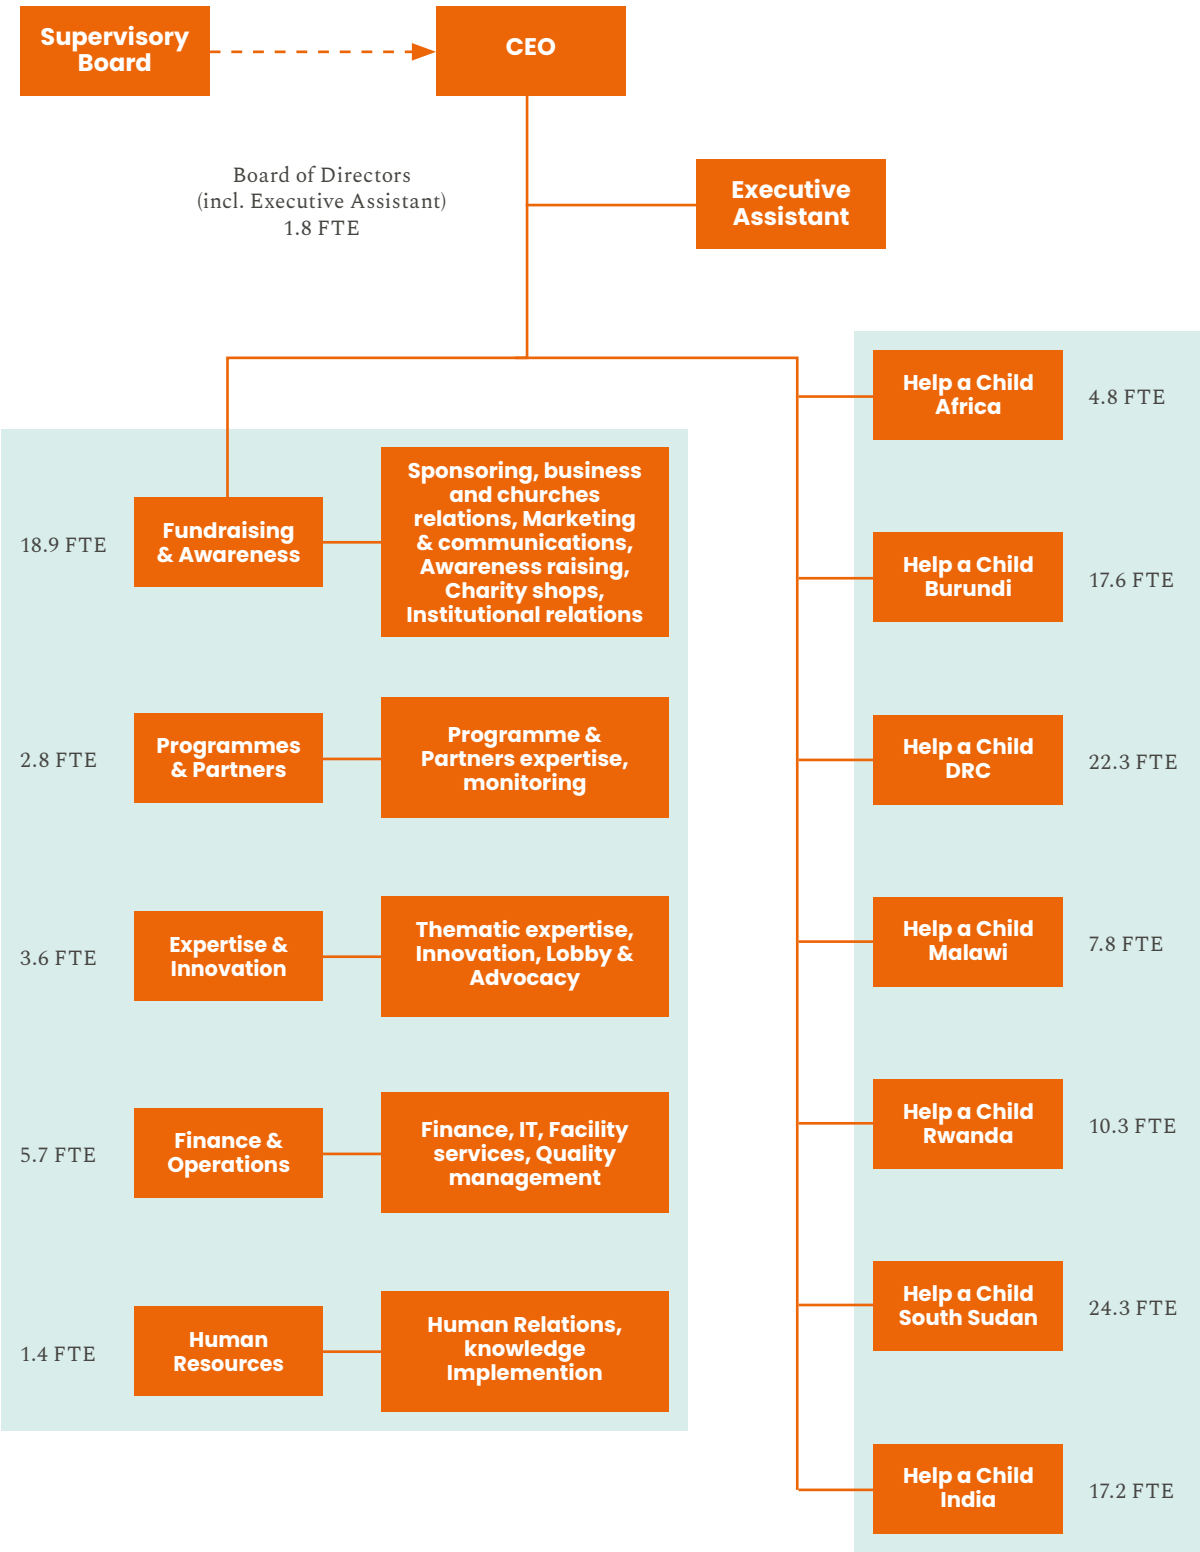 Supervisory
Board
CEO
Board of Directors
(incl. Executive Assistant)
1.8 FTE
Executive
Assistant
18.9 FTE
Fundraising
& Awareness
Sponsoring, business
and churches
relations, Marketing
& communications,
Awareness raising,
Charity shops,
Institutional relations
2.8 FTE
Programmes
& Partners
Programme &
Partners expertise,
monitoring
3.6 FTE
Expertise &
Innovation
Thematic expertise,
Innovation, Lobby &
Advocacy
5.7 FTE
Finance &
Operations
Finance, IT, Facility
services, Quality
management
1.4 FTE
Human
Resources
Human Relations,
knowledge
Implemention
Help a Child
Africa
4.8 FTE
Help a Child
Burundi
17.6 FTE
Help a Child
DRC
22.3 FTE
Help a Child
Malawi
7.8 FTE
Help a Child
Rwanda
10.3 FTE
Help a Child
South Sudan
24.3 FTE
Help a Child
India
17.2 FTE